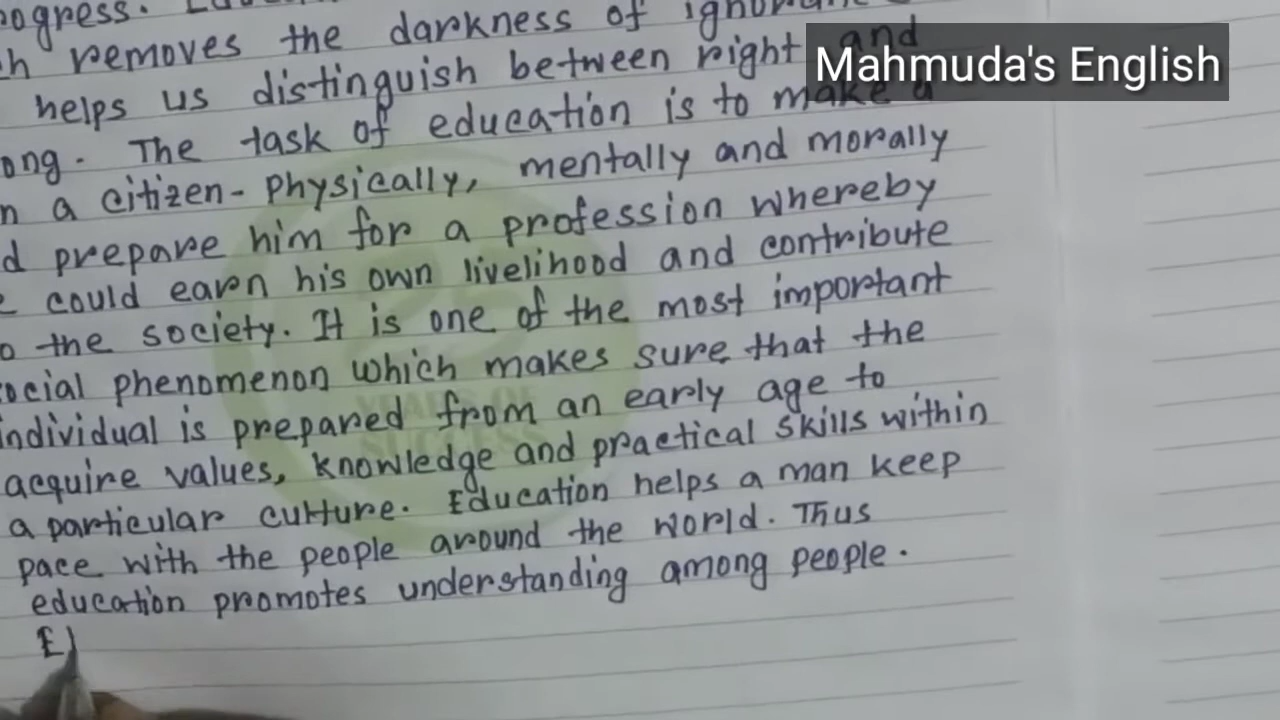 ogress.
removes the darkness of
helps us distinguish between right and
Mahmuda's English
ong. The task of education is to make a
n a citizen - physically, mentally and morally
d prepare him for a profession whereby
e could earn his own livelihood and contribute
o the society. It is one of the most important
ocial phenomenon which makes sure that the
individual is prepared from an early age to
acquire values, knowledge and practical skills within
a particular culture. Education helps a man keep
pace with the people around the world. Thus
education promotes understanding among people.
E